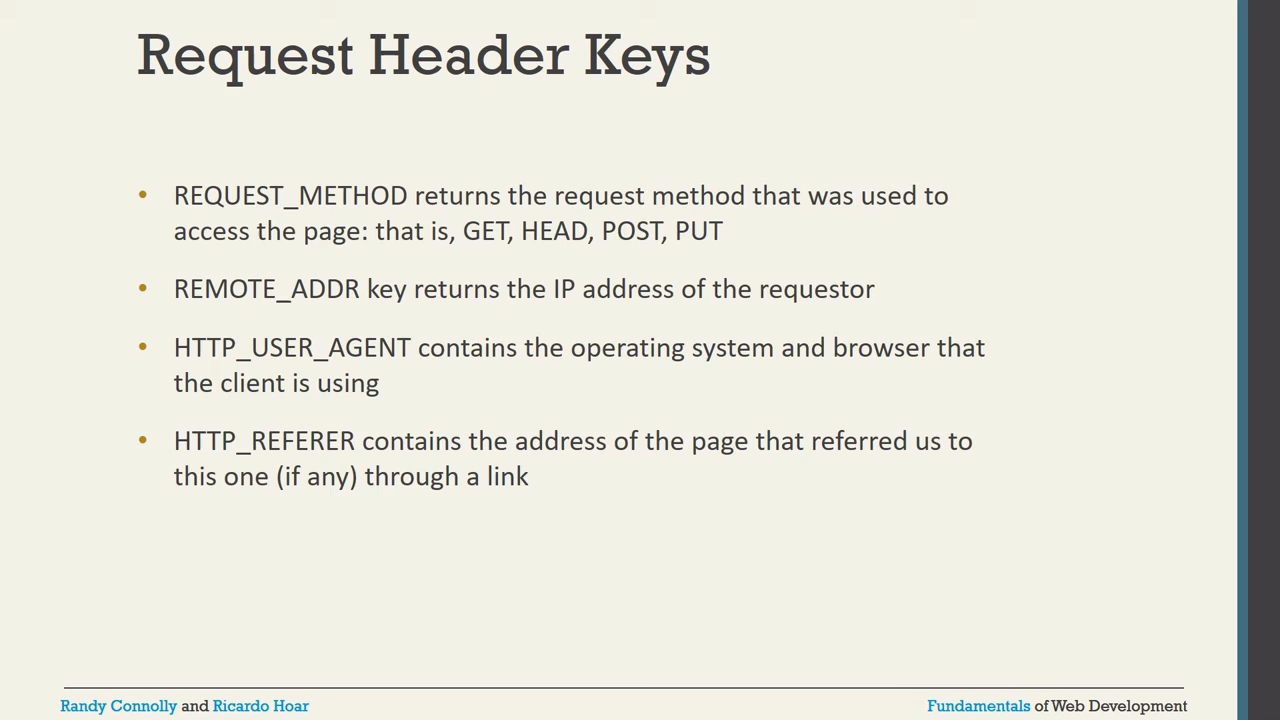 Request Header Keys
• REQUEST_METHOD returns the request method that was used to
access the page: that is, GET, HEAD, POST, PUT
• REMOTE_ADDR key returns the IP address of the requestor
• HTTP_USER_AGENT contains the operating system and browser that
the client is using
• HTTP_REFERER contains the address of the page that referred us to
this one (if any) through a link
Randy Connolly and Ricardo Hoar
Fundamentals of Web Development